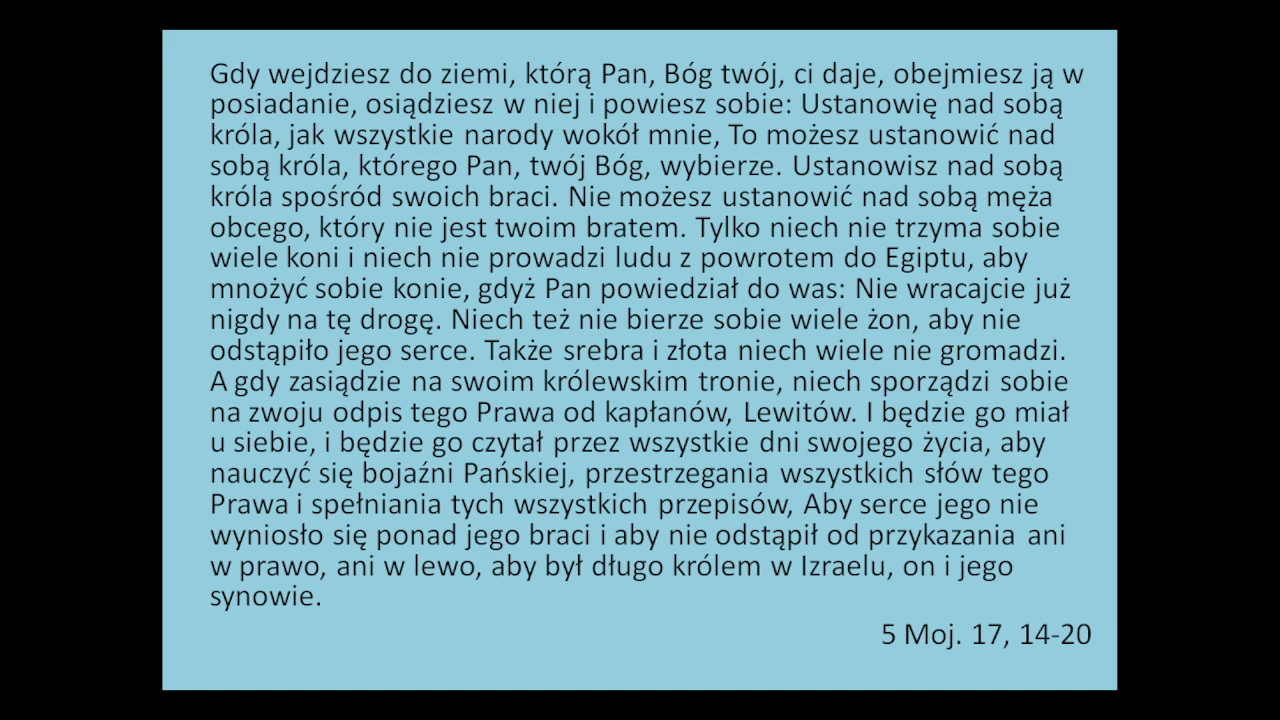 Gdy wejdziesz do ziemi, którą Pan, Bóg twój, ci daje, obejmiesz ją w
posiadanie, osiądziesz w niej i powiesz sobie: Ustanowię nad sobą
króla, jak wszystkie narody wokół mnie, To możesz ustanowić nad
sobą króla, którego Pan, twój Bóg, wybierze. Ustanowisz nad sobą
króla spośród swoich braci. Nie możesz ustanowić nad sobą męża
obcego, który nie jest twoim bratem. Tylko niech nie trzyma sobie
wiele koni i niech nie prowadzi ludu z powrotem do Egiptu, aby
mnożyć sobie konie, gdyż Pan powiedział do was: Nie wracajcie już
nigdy na tę drogę. Niech też nie bierze sobie wiele żon, aby nie
odstąpiło jego serce. Także srebra i złota niech wiele nie gromadzi.
A gdy zasiądzie na swoim królewskim tronie, niech sporządzi sobie
na zwoju odpis tego Prawa od kapłanów, Lewitów. I będzie go miał
u siebie, i będzie go czytał przez wszystkie dni swojego życia, aby
nauczyć się bojaźni Pańskiej, przestrzegania wszystkich słów tego
Prawa i spełniania tych wszystkich przepisów, Aby serce jego nie
wyniosło się ponad jego braci i aby nie odstąpił od przykazania ani
w prawo, ani w lewo, aby był długo królem w Izraelu, on i jego
synowie.
5 Moj. 17, 14-20